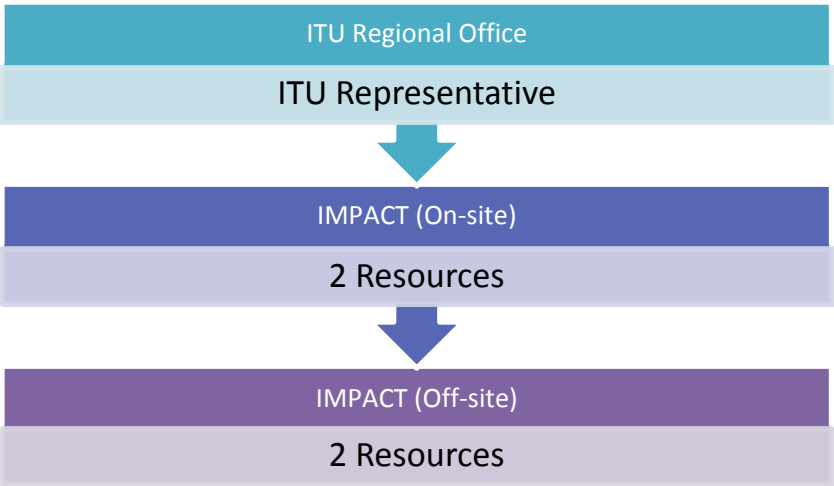 ITU Regional Office
ITU Representative
IMPACT (On-site)
2 Resources
IMPACT (Off-site)
2 Resources